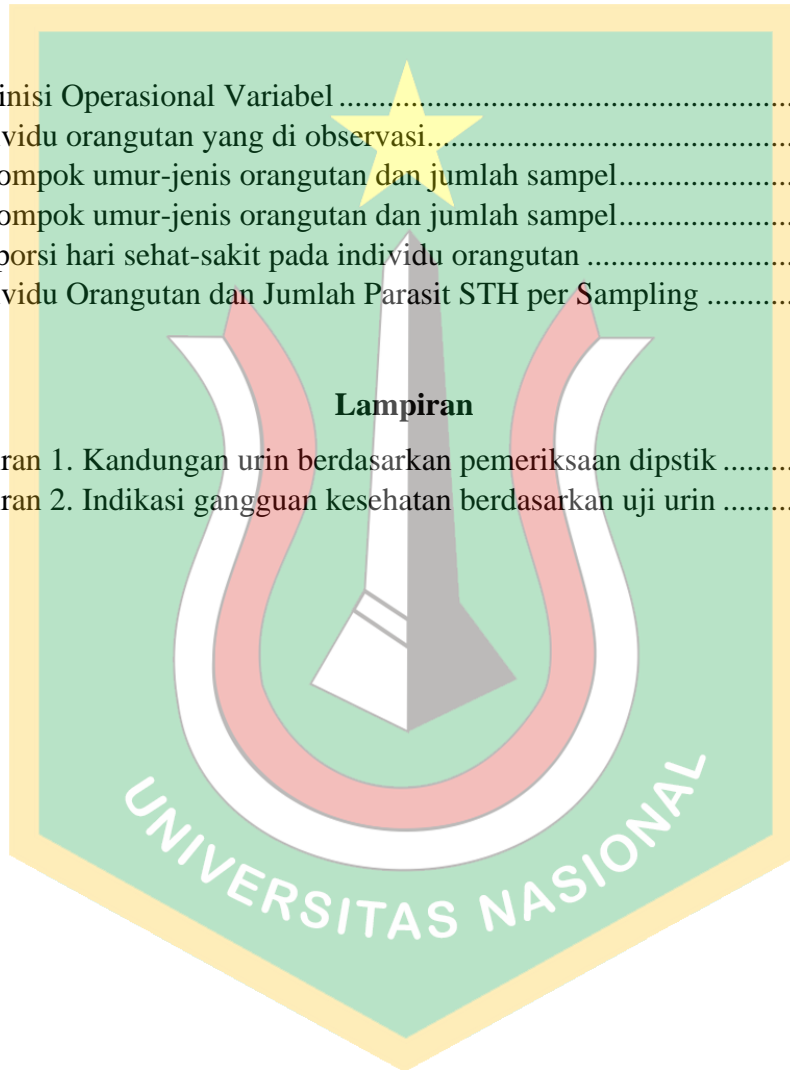 inisi Operasional Variabel ..........................................................
vidu orangutan yang di observasi..............................................
ompok umur-jenis orangutan dan jumlah sampel......................
ompok umur-jenis orangutan dan jumlah sampel......................
porsi hari sehat-sakit pada individu orangutan ..........................
vidu Orangutan dan Jumlah Parasit STH per Sampling ...........
Lampiran
ran 1. Kandungan urin berdasarkan pemeriksaan dipstik .........
ran 2. Indikasi gangguan kesehatan berdasarkan uji urin .........
UNIVERSITAS NASIONAL